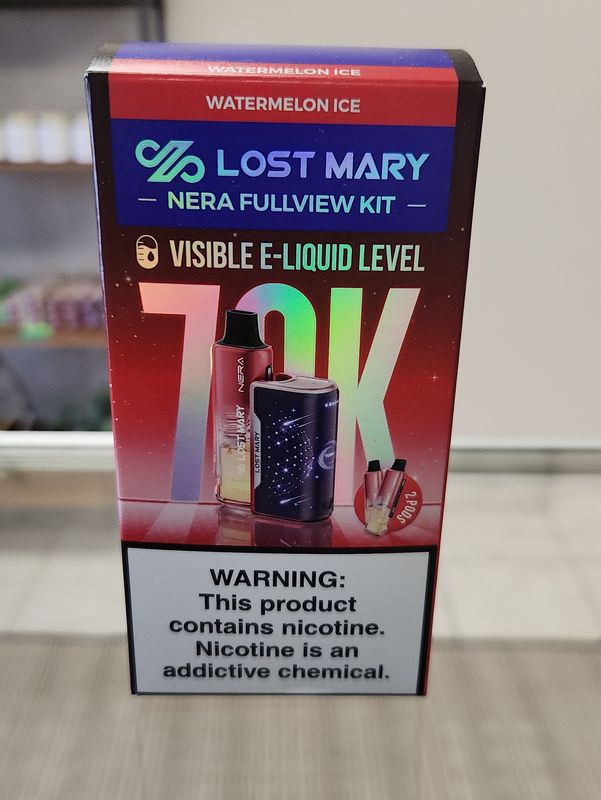 WATERMELON ICE
WATERMELON ICE
LOST MARY
— NERA FULLVIEW KIT —
VISIBLE E-LIQUID LEVEL
70K
NERA
LOST MARY
LOST MARY
2 PODS
WARNING:
This product
contains nicotine.
Nicotine is an
addictive chemical.